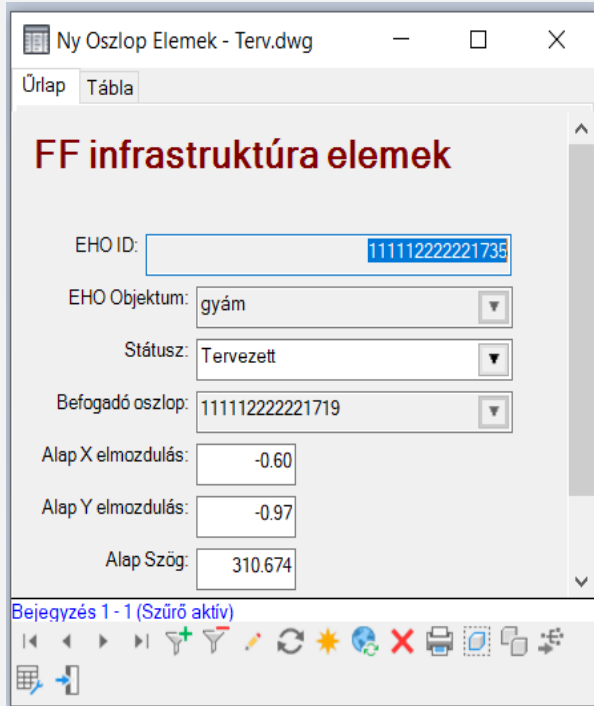 Ny Oszlop Elemek - Terv.dwg
Űrlap Tábla
FF infrastruktúra elemek
EHO ID: 111112222221735
EHO Objektum: gyám
Státusz: Tervezett
Befogadó oszlop: 111112222221719
Alap X elmozdulás: -0.60
Alap Y elmozdulás: -0.97
Alap Szög: 310.674
Bejegyzés 1 - 1 (Szűrő aktív)